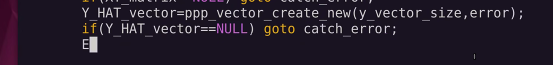 Y_HAT_vector=ppp_vector_create_new(y_vector_size,error);
if(Y_HAT_vector==NULL) goto catch_error;
E